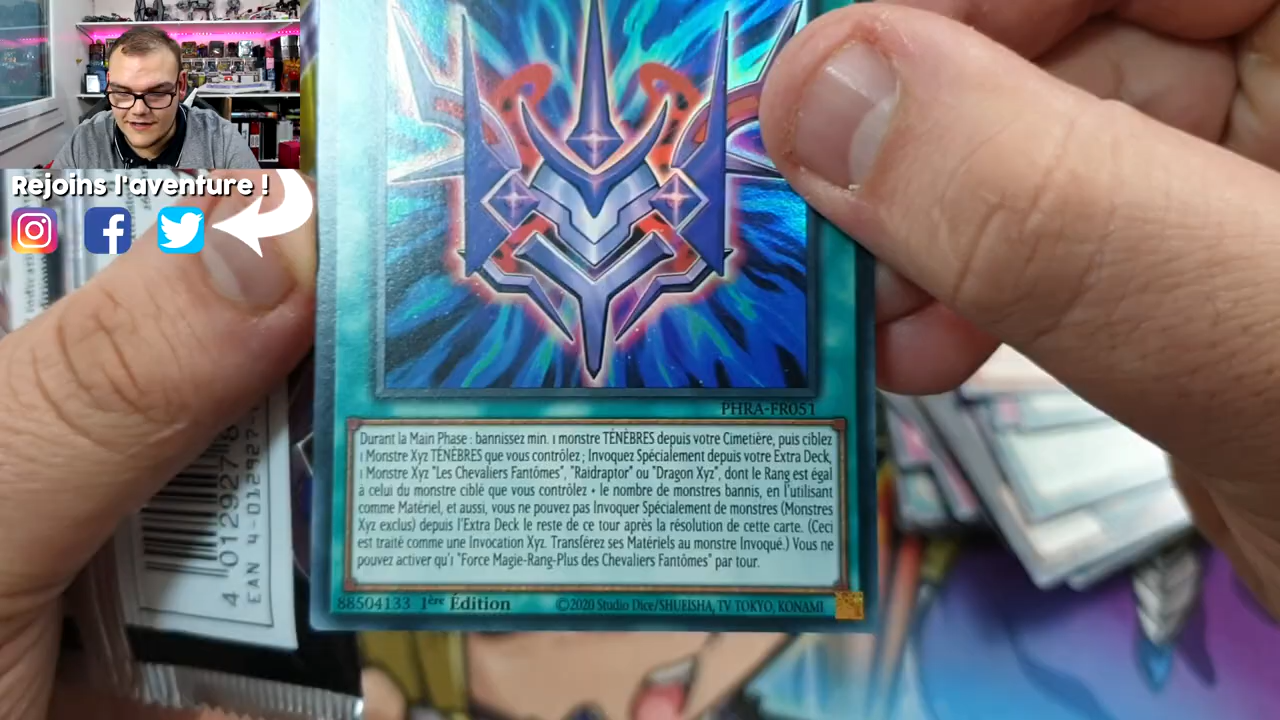 Rejoins l'aventure !
PHRA-FR051
Durant la Main Phase : bannissez min. 1 monstre TÉNÈBRES depuis votre Cimetière, puis ciblez
1 Monstre Xyz TÉNÈBRES que vous contrôlez ; Invoquez Spécialement depuis votre Extra Deck,
1 Monstre Xyz "Les Chevaliers Fantômes", "Raidraptor" ou "Dragon Xyz", dont le Rang est égal
à celui du monstre ciblé que vous contrôlez + le nombre de monstres bannis, en l'utilisant
comme Matériel, et aussi, vous ne pouvez pas Invoquer Spécialement de monstres (Monstres
Xyz exclus) depuis l'Extra Deck le reste de ce tour après la résolution de cette carte. (Ceci
est traité comme une Invocation Xyz. Transférez ses Matériels au monstre Invoqué.) Vous ne
pouvez activer qu'1 "Force Magie-Rang-Plus des Chevaliers Fantômes" par tour.
88504133 1ère Édition ©2020 Studio Dice/SHUEISHA, TV TOKYO, KONAMI
4 012927
EAN 4-012927-